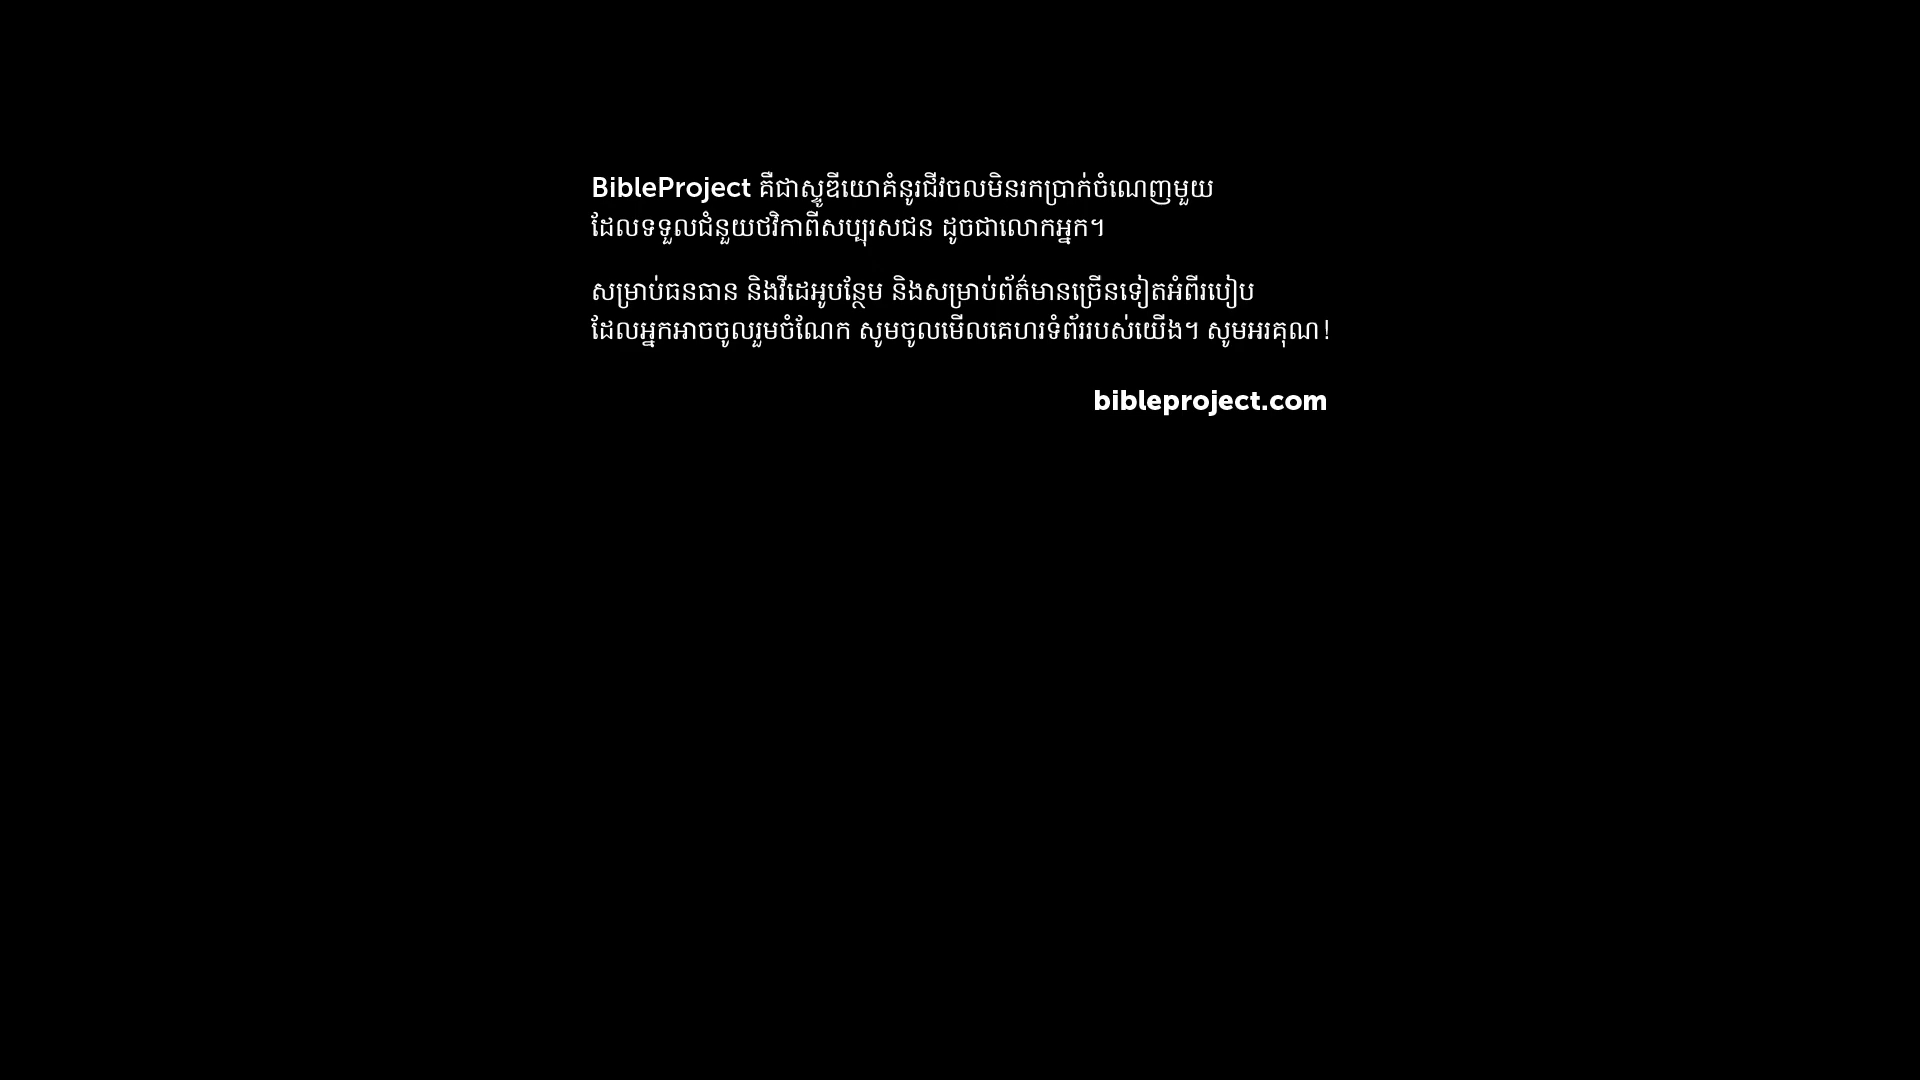 BibleProject គឺជាស្ទូឌីយោគំនូរជីវចលមិនរកប្រាក់ចំណេញមួយ
ដែលទទួលជំនួយថវិកាពីសប្បុរសជន ដូចជាលោកអ្នក។
សម្រាប់ធនធាន និងវីដេអូបន្ថែម និងសម្រាប់ព័ត៌មានច្រើនទៀតអំពីរបៀប
ដែលអ្នកអាចចូលរួមចំណែក សូមចូលមើលគេហទំព័ររបស់យើង។ សូមអរគុណ!
bibleproject.com